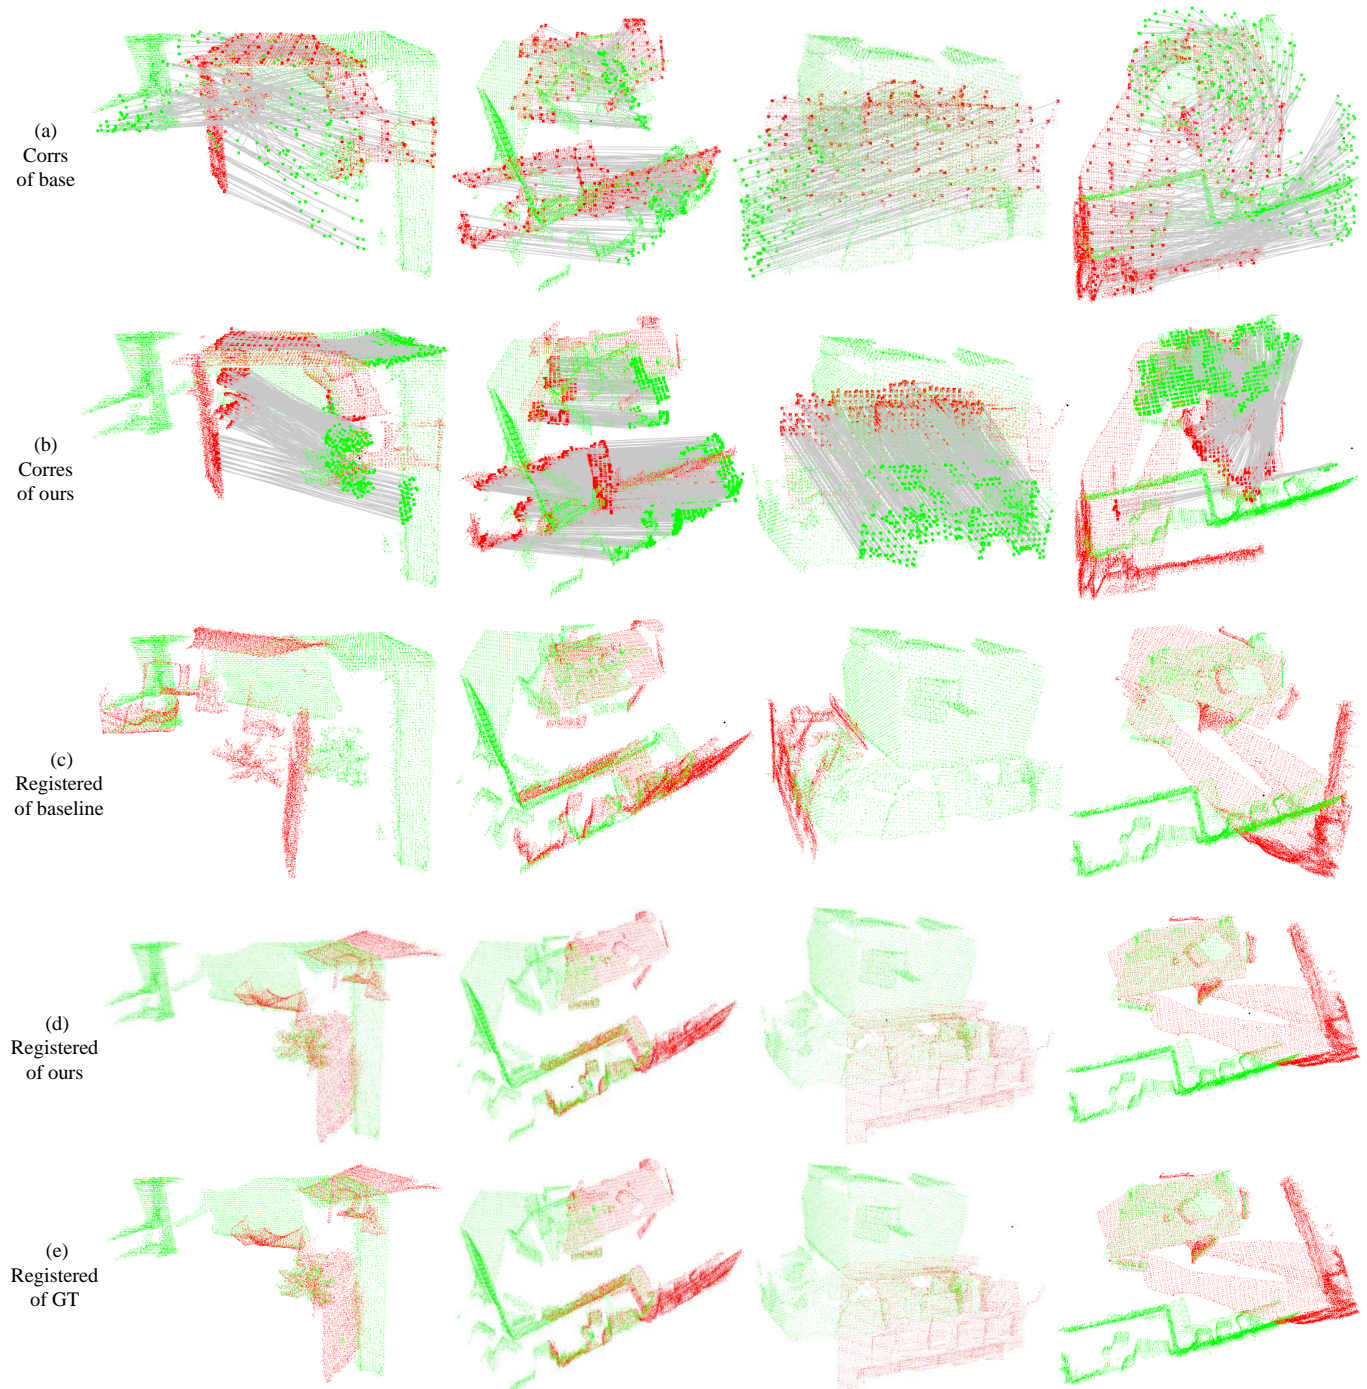 (a)
Corrs
of base
(b)
Corres
of ours
(c)
Registered
of baseline
(d)
Registered
of ours
(e)
Registered
of GT